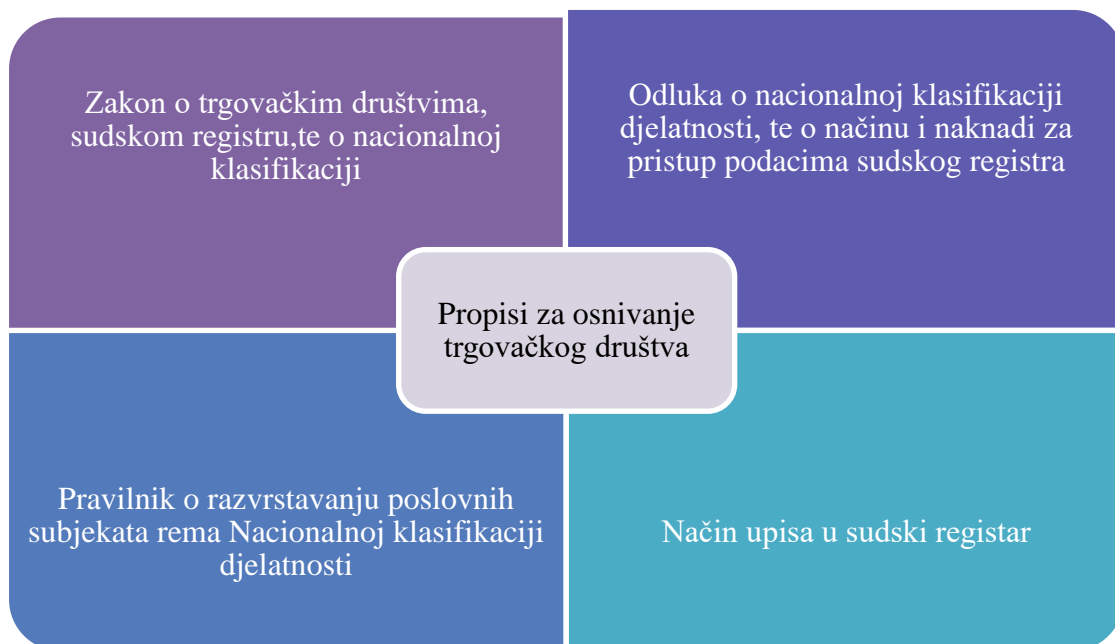 Zakon o trgovačkim društvima,
sudskom registru,te o nacionalnoj
klasifikaciji
Odluka o nacionalnoj klasifikaciji
djelatnosti, te o načinu i naknadi za
pristup podacima sudskog registra
Propisi za osnivanje
trgovačkog društva
Pravilnik o razvrstavanju poslovnih
subjekata rema Nacionalnoj klasifikaciji
djelatnosti
Način upisa u sudski registar